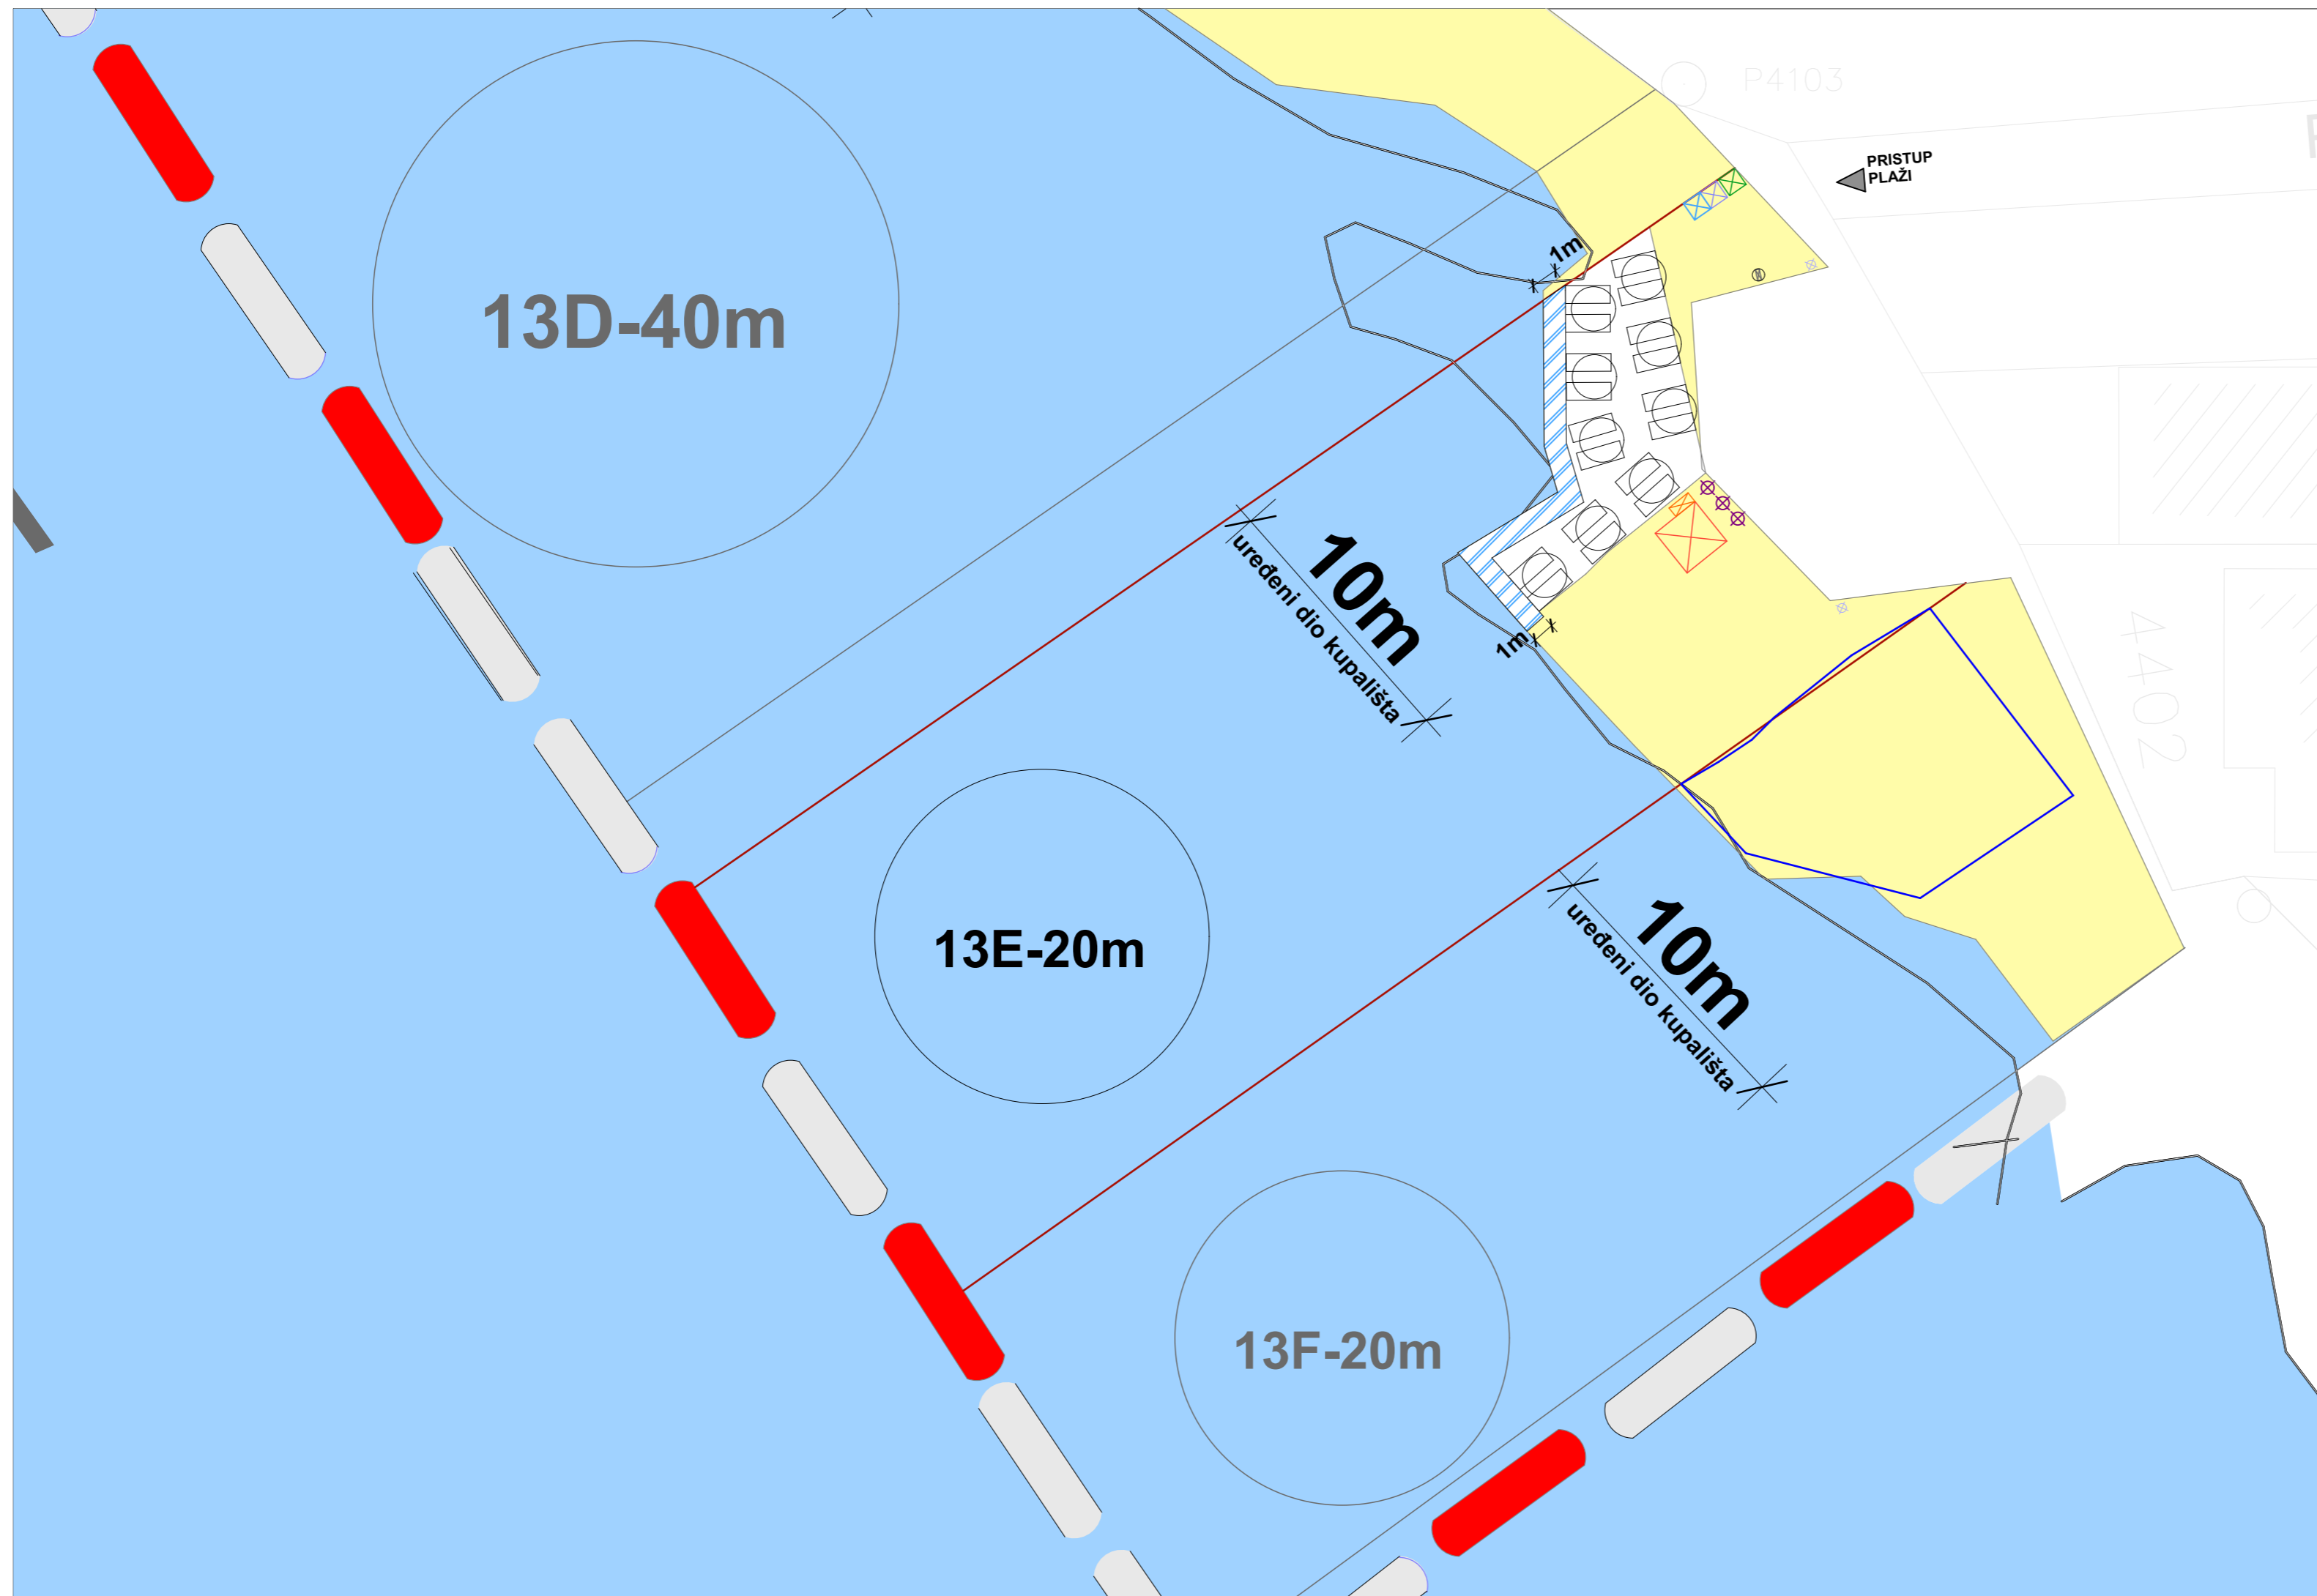 P4103
PRISTUP
PLAŽI
13D-40m
1m
10m
uređeni dio kupališta
1m
4402
13E-20m
10m
uređeni dio kupališta
13F-20m